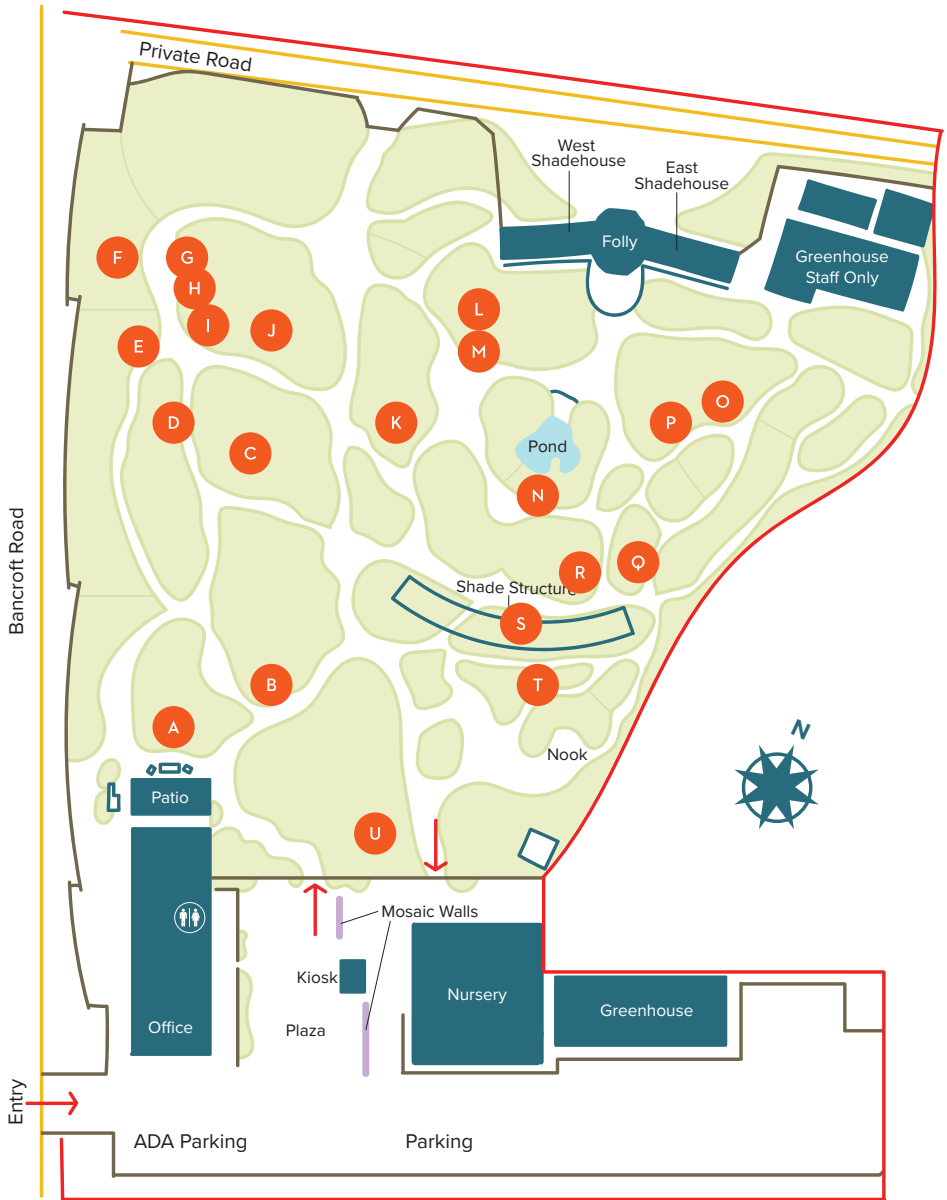 Private Road
West
Shadehouse
East
Shadehouse
Folly
Greenhouse
Staff Only
F
G
H
I
J
E
L
M
D
C
K
O
P
Pond
N
Bancroft Road
R
Q
Shade Structure
S
B
T
A
Nook
N
Patio
U
Mosaic Walls
Kiosk
Nursery
Greenhouse
Office
Plaza
Entry
ADA Parking
Parking